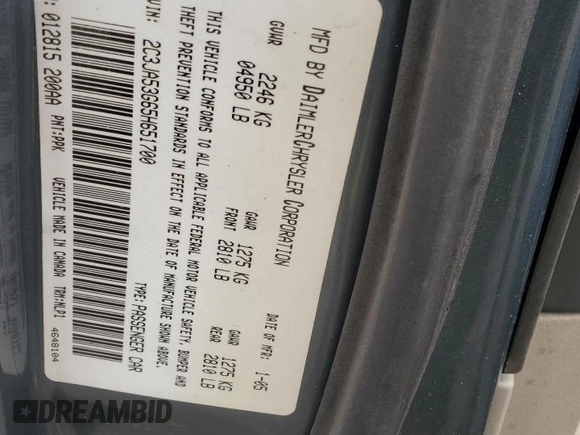 MFD BY DAIMLERCHRYSLER CORPORATION
DATE OF MFR: 1-05
GVWR 2246 KG
04950 LB
GAWR FRONT 1275 KG
2810 LB
GAWR REAR 1275 KG
2810 LB
THIS VEHICLE CONFORMS TO ALL APPLICABLE FEDERAL MOTOR VEHICLE SAFETY, BUMPER AND
THEFT PREVENTION STANDARDS IN EFFECT ON THE DATE OF MANUFACTURE SHOWN ABOVE.
VIN: 2C3JA53G65H651700
TYPE: PASSENGER CAR
: 012815 200AA PNT: PPK
VEHICLE MADE IN CANADA TRM: MLP1
4648104
DREAMBID